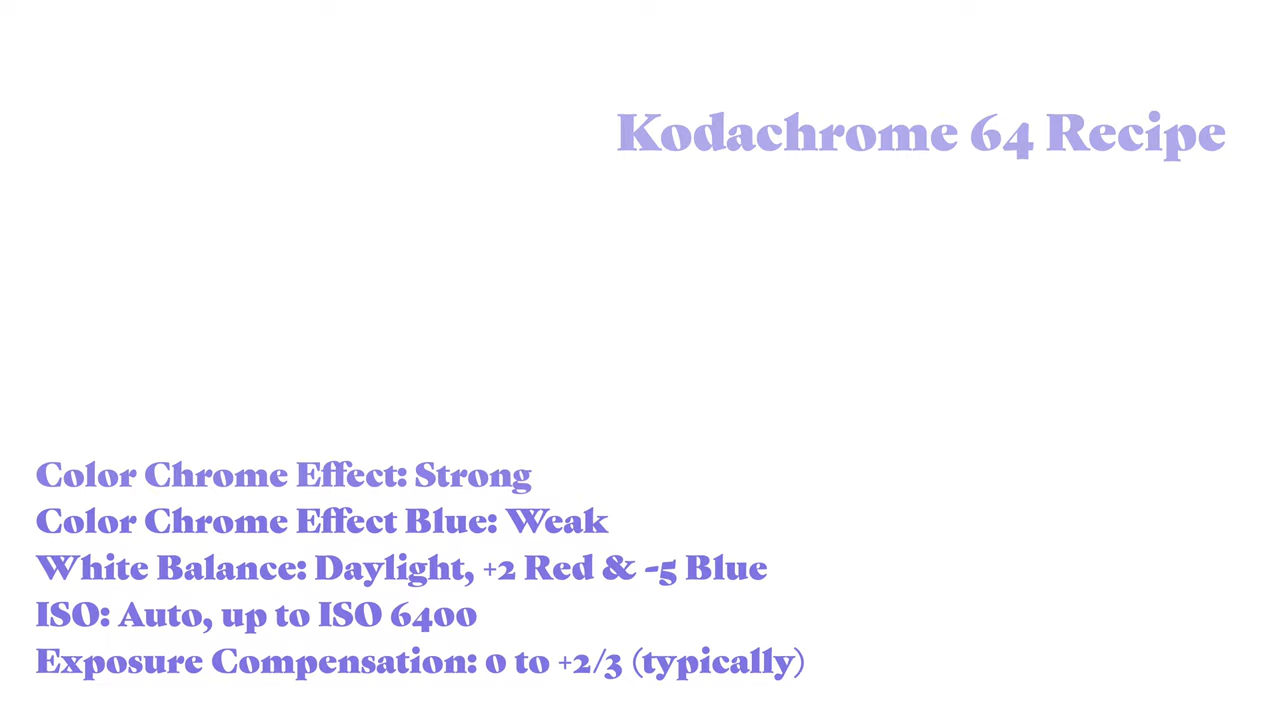 Kodachrome 64 Recipe
Color Chrome Effect: Strong
Color Chrome Effect Blue: Weak
White Balance: Daylight, +2 Red & -5 Blue
ISO: Auto, up to ISO 6400
Exposure Compensation: 0 to +2/3 (typically)